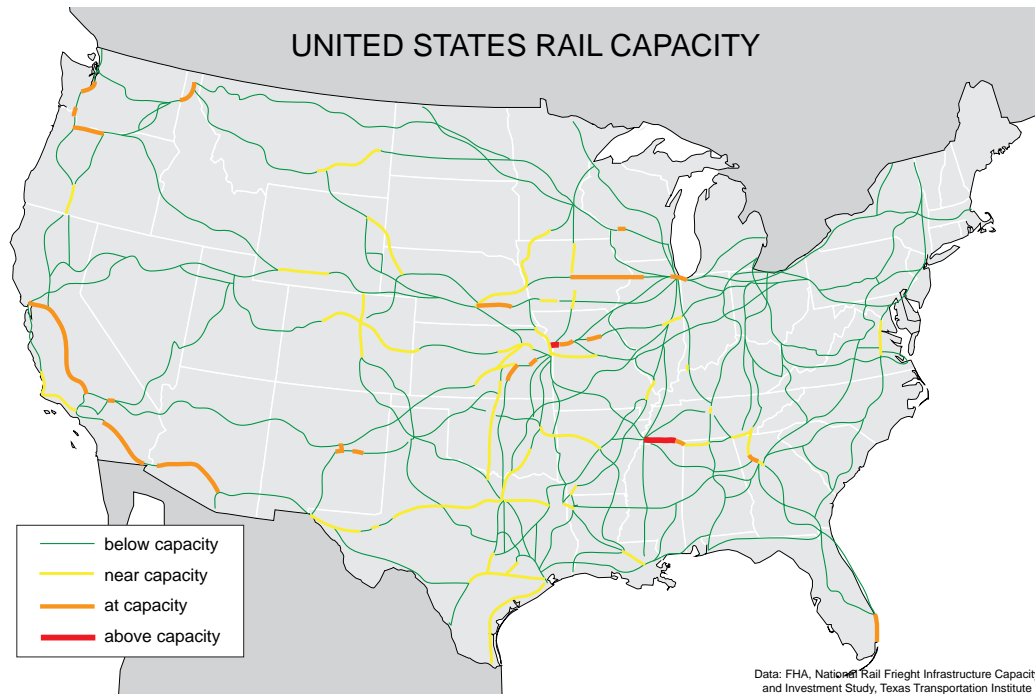 UNITED STATES RAIL CAPACITY
below capacity
near capacity
at capacity
above capacity
Data: FHA, National Rail Frieght Infrastructure Capacit
and Investment Study, Texas Transportation Institute